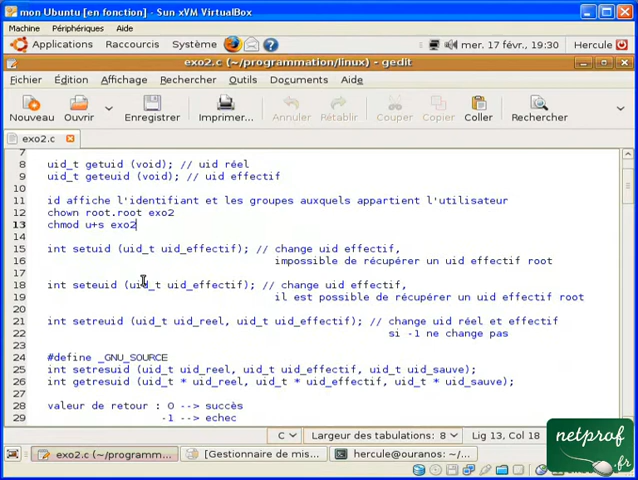 mon Ubuntu [en fonction] - Sun xVM VirtualBox
Machine Périphériques Aide
Applications Raccourcis Système mer. 17 févr., 19:30 Hercule
exo2.c (~/programmation/linux) - gedit
Fichier Édition Affichage Rechercher Outils Documents Aide
Nouveau Ouvrir Enregistrer Imprimer... Annuler Rétablir Couper Copier Coller Rechercher
exo2.c
7
8 uid_t getuid (void); // uid réel
9 uid_t geteuid (void); // uid effectif
10
11 id affiche l'identifiant et les groupes auxquels appartient l'utilisateur
12 chown root.root exo2
13 chmod u+s exo2
14
15 int setuid (uid_t uid_effectif); // change uid effectif,
16 impossible de récupérer un uid effectif root
17
18 int seteuid (uid_t uid_effectif); // change uid effectif,
19 il est possible de récupérer un uid effectif root
20
21 int setreuid (uid_t uid_reel, uid_t uid_effectif); // change uid réel et effectif
22 si -1 ne change pas
23
24 #define _GNU_SOURCE
25 int setresuid (uid_t uid_reel, uid_t uid_effectif, uid_t uid_sauve);
26 int getresuid (uid_t * uid_reel, uid_t * uid_effectif, uid_t * uid_sauve);
27
28 valeur de retour : 0 --> succès
29 -1 --> echec
C Largeur des tabulations: 8 Lig 13, Col 18
exo2.c (~/programm... [Gestionnaire de mis... hercule@ouranos: ~/...
netprof
.fr